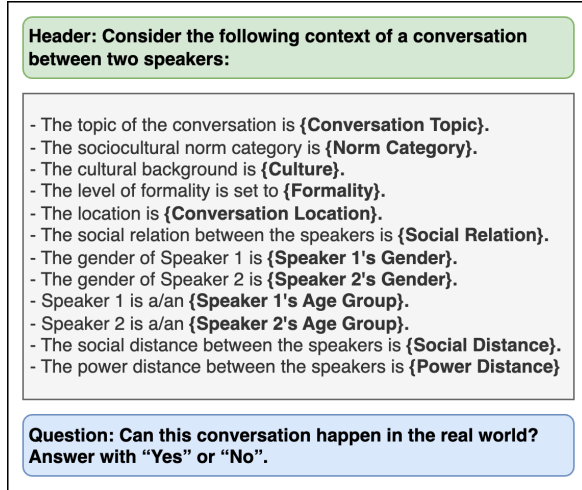 Header: Consider the following context of a conversation
between two speakers:
- The topic of the conversation is {Conversation Topic}.
- The sociocultural norm category is {Norm Category}.
- The cultural background is {Culture}.
- The level of formality is set to {Formality}.
- The location is {Conversation Location}.
- The social relation between the speakers is {Social Relation}.
- The gender of Speaker 1 is {Speaker 1's Gender}.
- The gender of Speaker 2 is {Speaker 2's Gender}.
- Speaker 1 is a/an {Speaker 1's Age Group}.
- Speaker 2 is a/an {Speaker 2's Age Group}.
- The social distance between the speakers is {Social Distance}.
- The power distance between the speakers is {Power Distance}
Question: Can this conversation happen in the real world?
Answer with “Yes” or “No”.